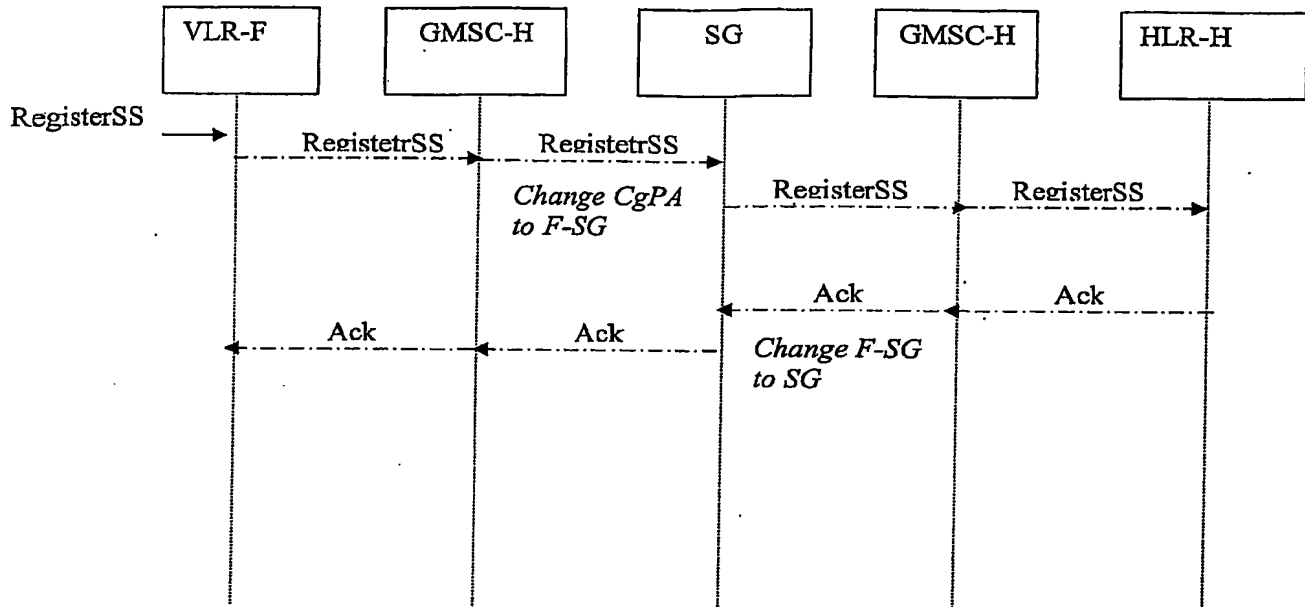 VLR-F
GMSC-H
SG
GMSC-H
HLR-H
RegisterSS
RegistetrSS
RegistetrSS
Change CgPA
to F-SG
RegisterSS
RegisterSS
Ack
Ack
Ack
Ack
Change F-SG
to SG